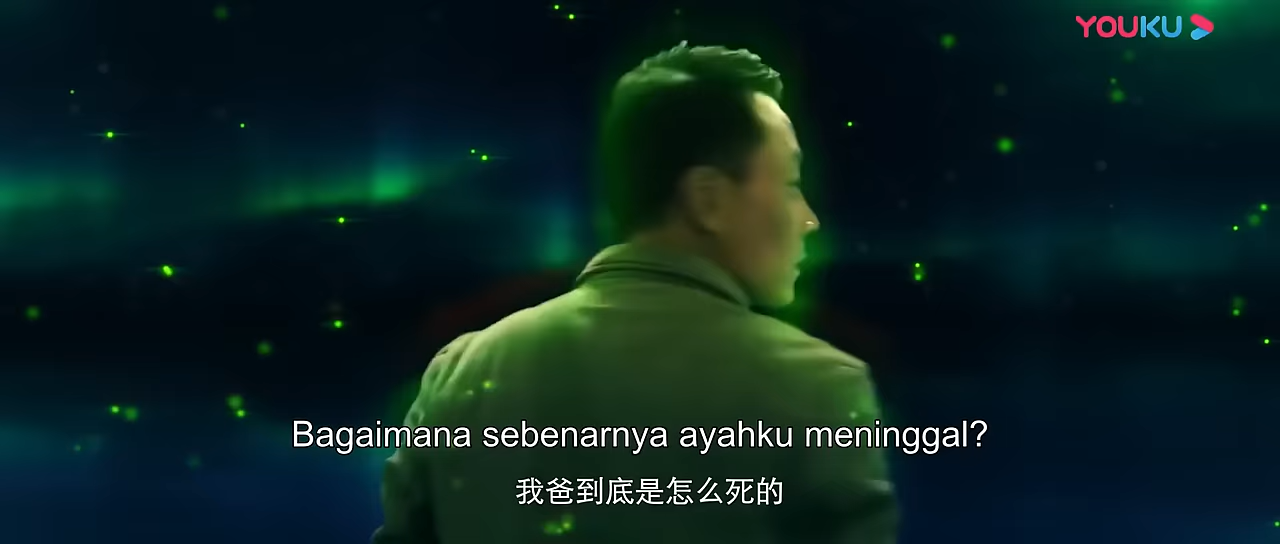 YOUKU
Bagaimana sebenarnya ayahku meninggal?
我爸到底是怎么死的